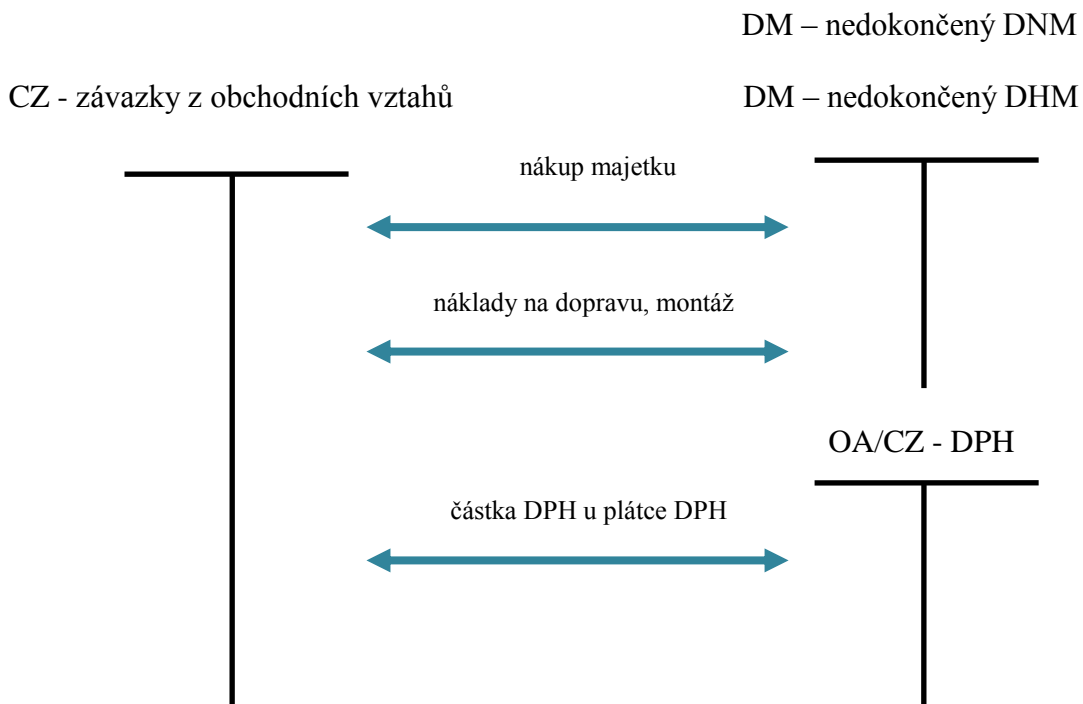 DM – nedokončený DNM
CZ - závazky z obchodních vztahů
DM – nedokončený DHM
nákup majetku
náklady na dopravu, montáž
OA/CZ - DPH
částka DPH u plátce DPH